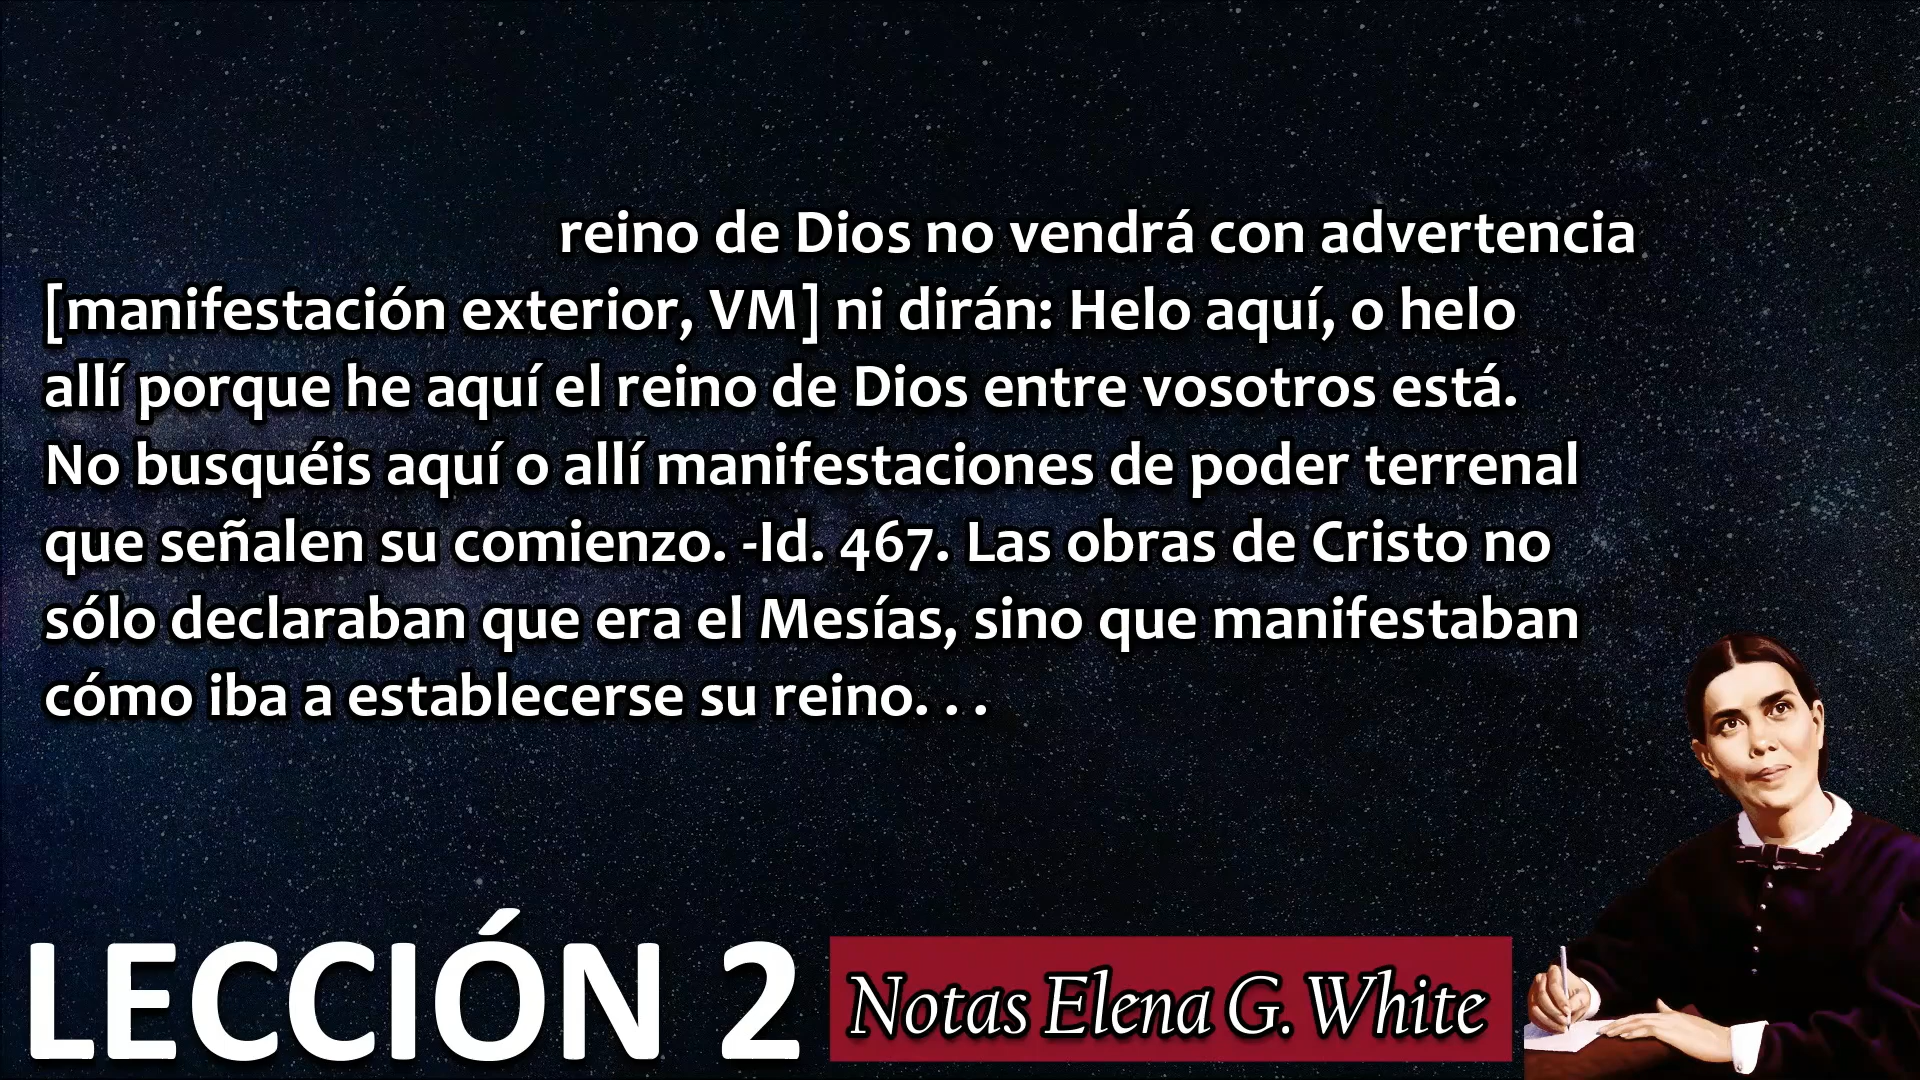 reino de Dios no vendrá con advertencia
[manifestación exterior, VM] ni dirán: Helo aquí, o helo
allí porque he aquí el reino de Dios entre vosotros está.
No busquéis aquí o allí manifestaciones de poder terrenal
que señalen su comienzo. -Id. 467. Las obras de Cristo no
sólo declaraban que era el Mesías, sino que manifestaban
cómo iba a establecerse su reino. . .
LECCIÓN 2
Notas Elena G. White